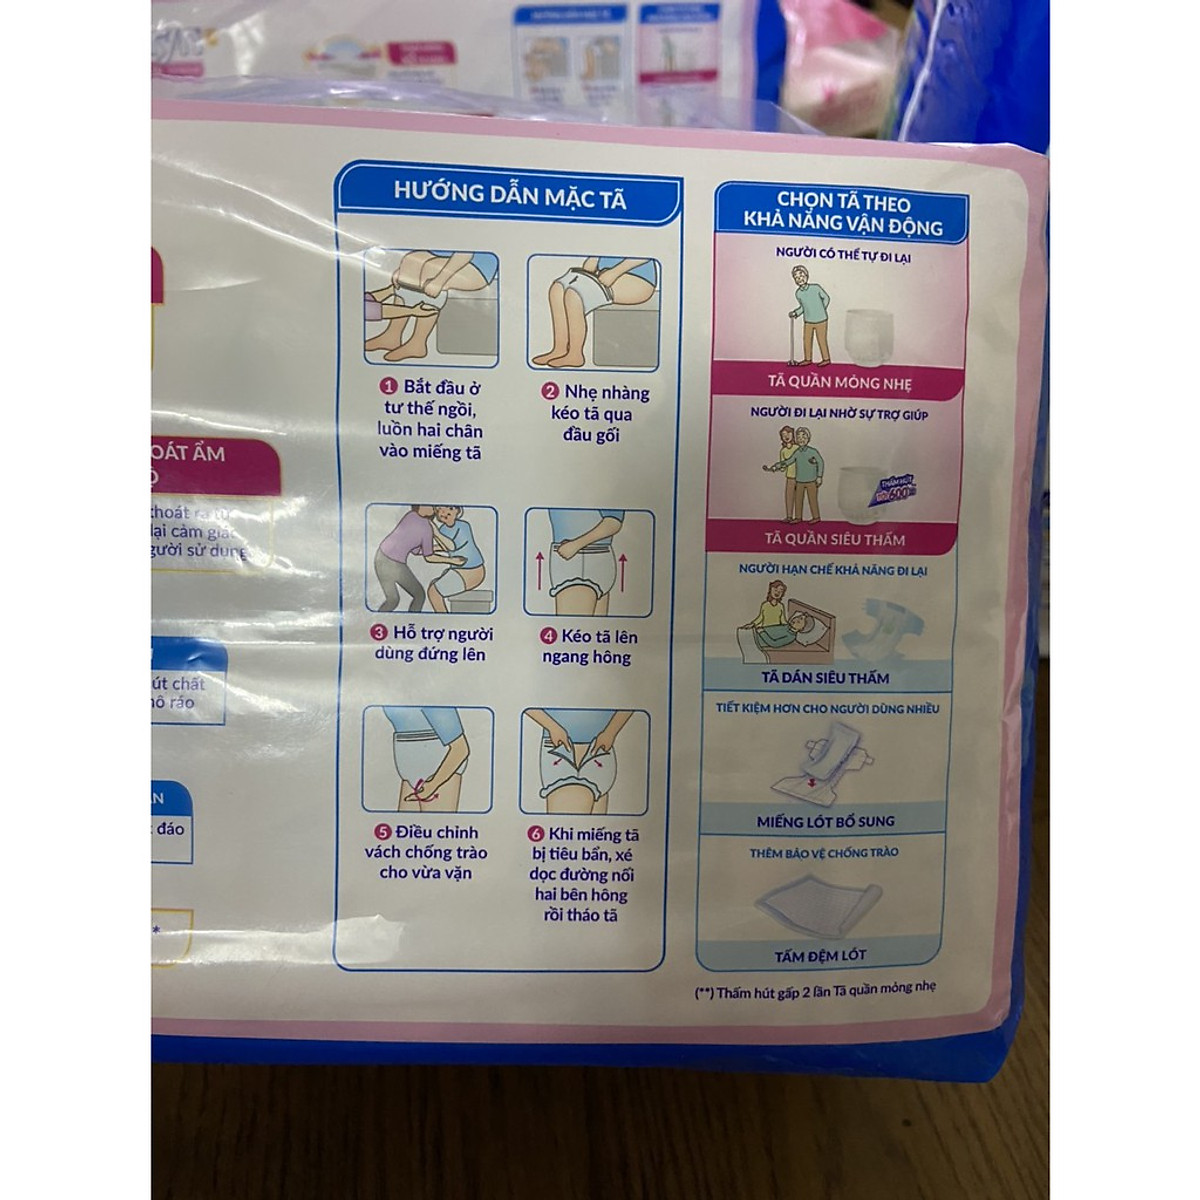 OÁT ẨM
thoát ra từ
lại cảm giác
gười sử dụng
út chất
hô ráo
ẢN
đáo
*
HƯỚNG DẪN MẶC TÃ
1 Bắt đầu ở
tư thế ngồi,
luồn hai chân
vào miếng tã
2 Nhẹ nhàng
kéo tã qua
đầu gối
3 Hỗ trợ người
dùng đứng lên
4 Kéo tã lên
ngang hông
5 Điều chỉnh
vách chống trào
cho vừa vặn
6 Khi miếng tã
bị tiêu bẩn, xé
dọc đường nối
hai bên hông
rồi tháo tã
CHỌN TÃ THEO
KHẢ NĂNG VẬN ĐỘNG
NGƯỜI CÓ THỂ TỰ ĐI LẠI
TÃ QUẦN MỎNG NHẸ
NGƯỜI ĐI LẠI NHỜ SỰ TRỢ GIÚP
THẤM HÚT
600
TÃ QUẦN SIÊU THẤM
NGƯỜI HẠN CHẾ KHẢ NĂNG ĐI LẠI
TÃ DÁN SIÊU THẤM
TIẾT KIỆM HƠN CHO NGƯỜI DÙNG NHIỀU
MIẾNG LÓT BỔ SUNG
THÊM BẢO VỆ CHỐNG TRÀO
TẤM ĐỆM LÓT
(**) Thấm hút gấp 2 lần Tã quần mỏng nhẹ